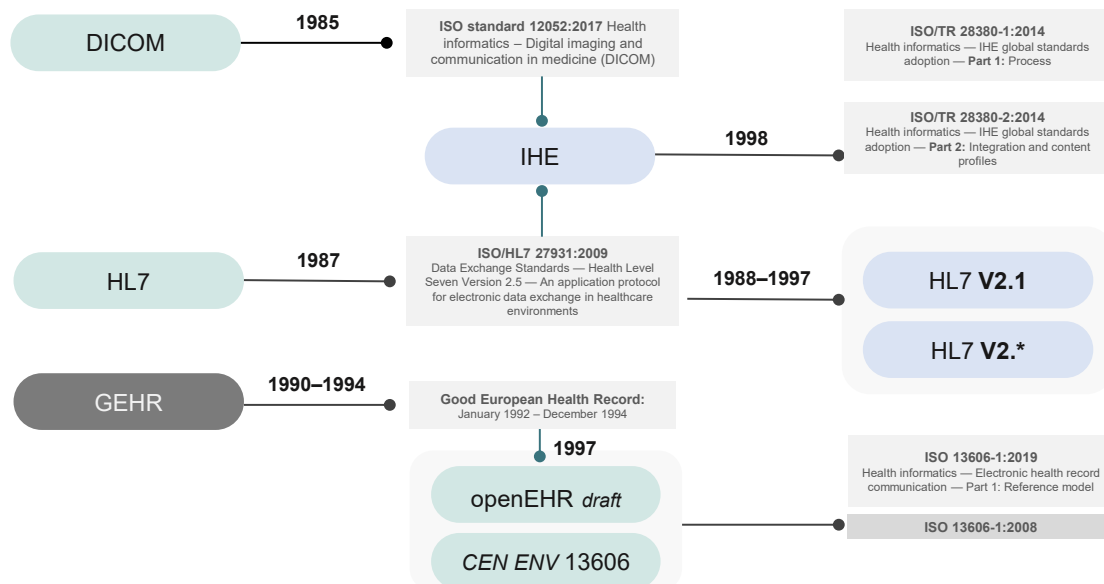 DICOM
1985
ISO standard 12052:2017 Health
informatics – Digital imaging and
communication in medicine (DICOM)
ISO/TR 28380-1:2014
Health informatics — IHE global standards
adoption — Part 1: Process
IHE
1998
ISO/TR 28380-2:2014
Health informatics — IHE global standards
adoption — Part 2: Integration and content
profiles
HL7
1987
ISO/HL7 27931:2009
Data Exchange Standards — Health Level
Seven Version 2.5 — An application protocol
for electronic data exchange in healthcare
environments
1988–1997
HL7 V2.1
HL7 V2.*
GEHR
1990–1994
Good European Health Record:
January 1992 – December 1994
1997
openEHR draft
CEN ENV 13606
ISO 13606-1:2019
Health informatics — Electronic health record
communication — Part 1: Reference model
ISO 13606-1:2008